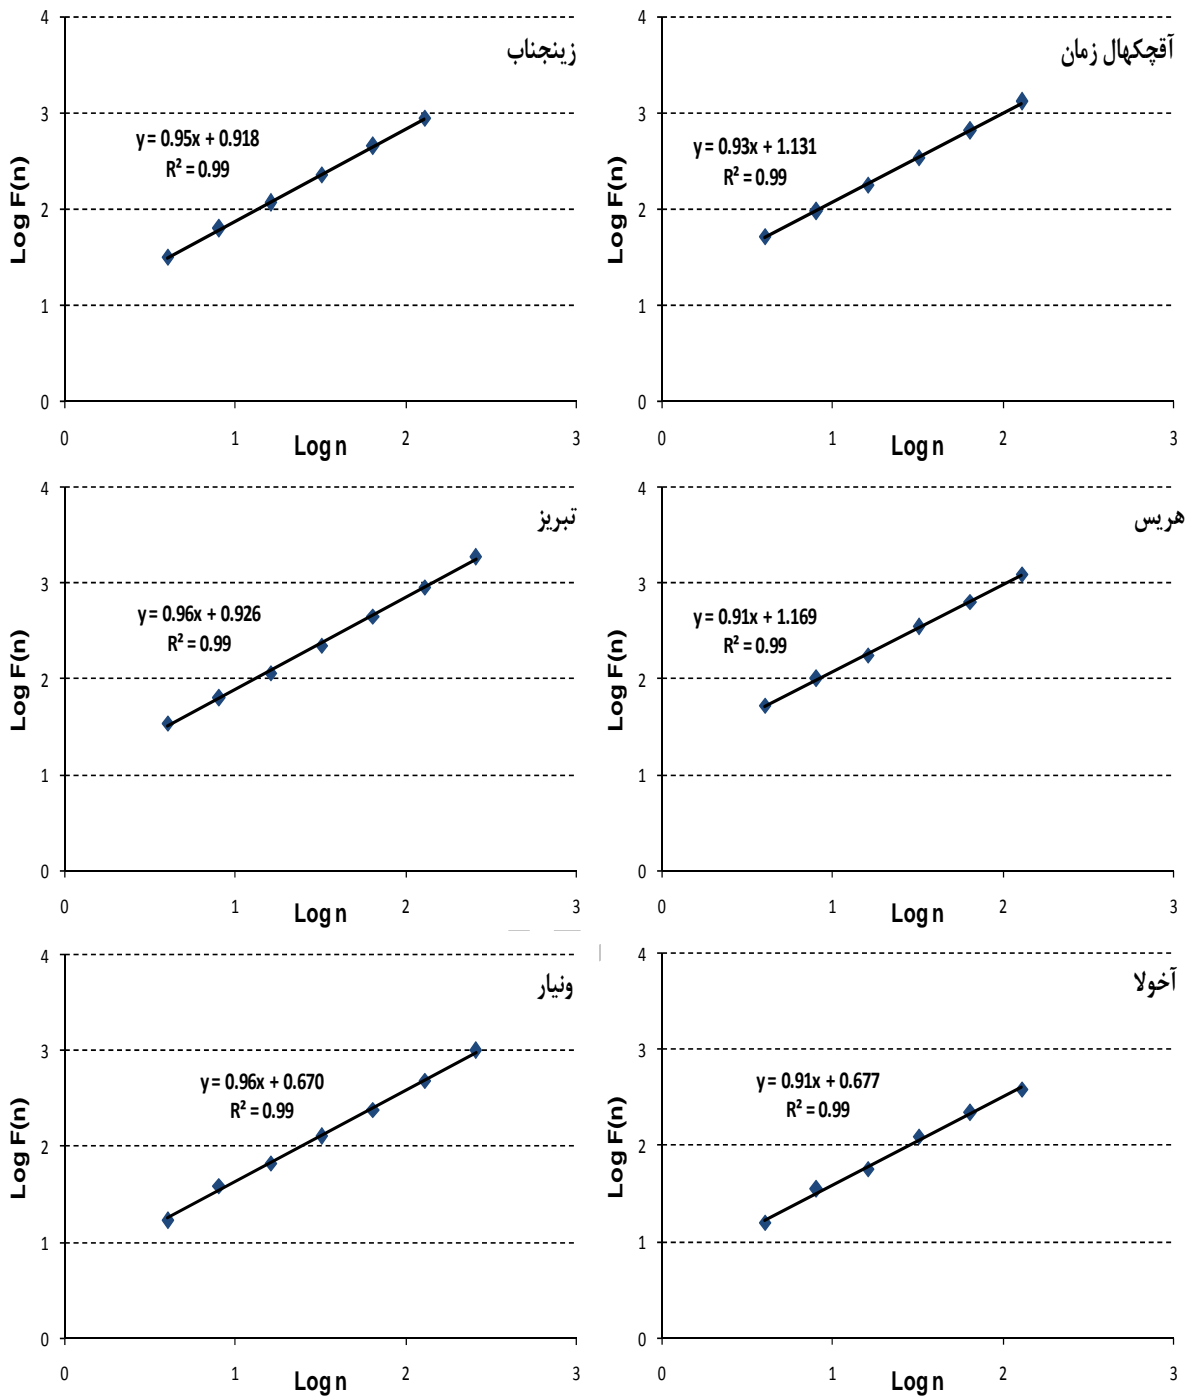 زینجناب
4
3
2
1
0
y = 0.95x + 0.918
R² = 0.99
Log F(n)
0
1
2
3
Log n
آقچکهال زمان
4
3
2
1
0
y = 0.93x + 1.131
R² = 0.99
Log F(n)
0
1
2
3
Log n
تبریز
4
3
2
1
0
y = 0.96x + 0.926
R² = 0.99
Log F(n)
0
1
2
3
Log n
هریس
4
3
2
1
0
y = 0.91x + 1.169
R² = 0.99
Log F(n)
0
1
2
3
Log n
ونیار
4
3
2
1
0
y = 0.96x + 0.670
R² = 0.99
Log F(n)
0
1
2
3
Log n
آخولا
4
3
2
1
0
y = 0.91x + 0.677
R² = 0.99
Log F(n)
0
1
2
3
Log n